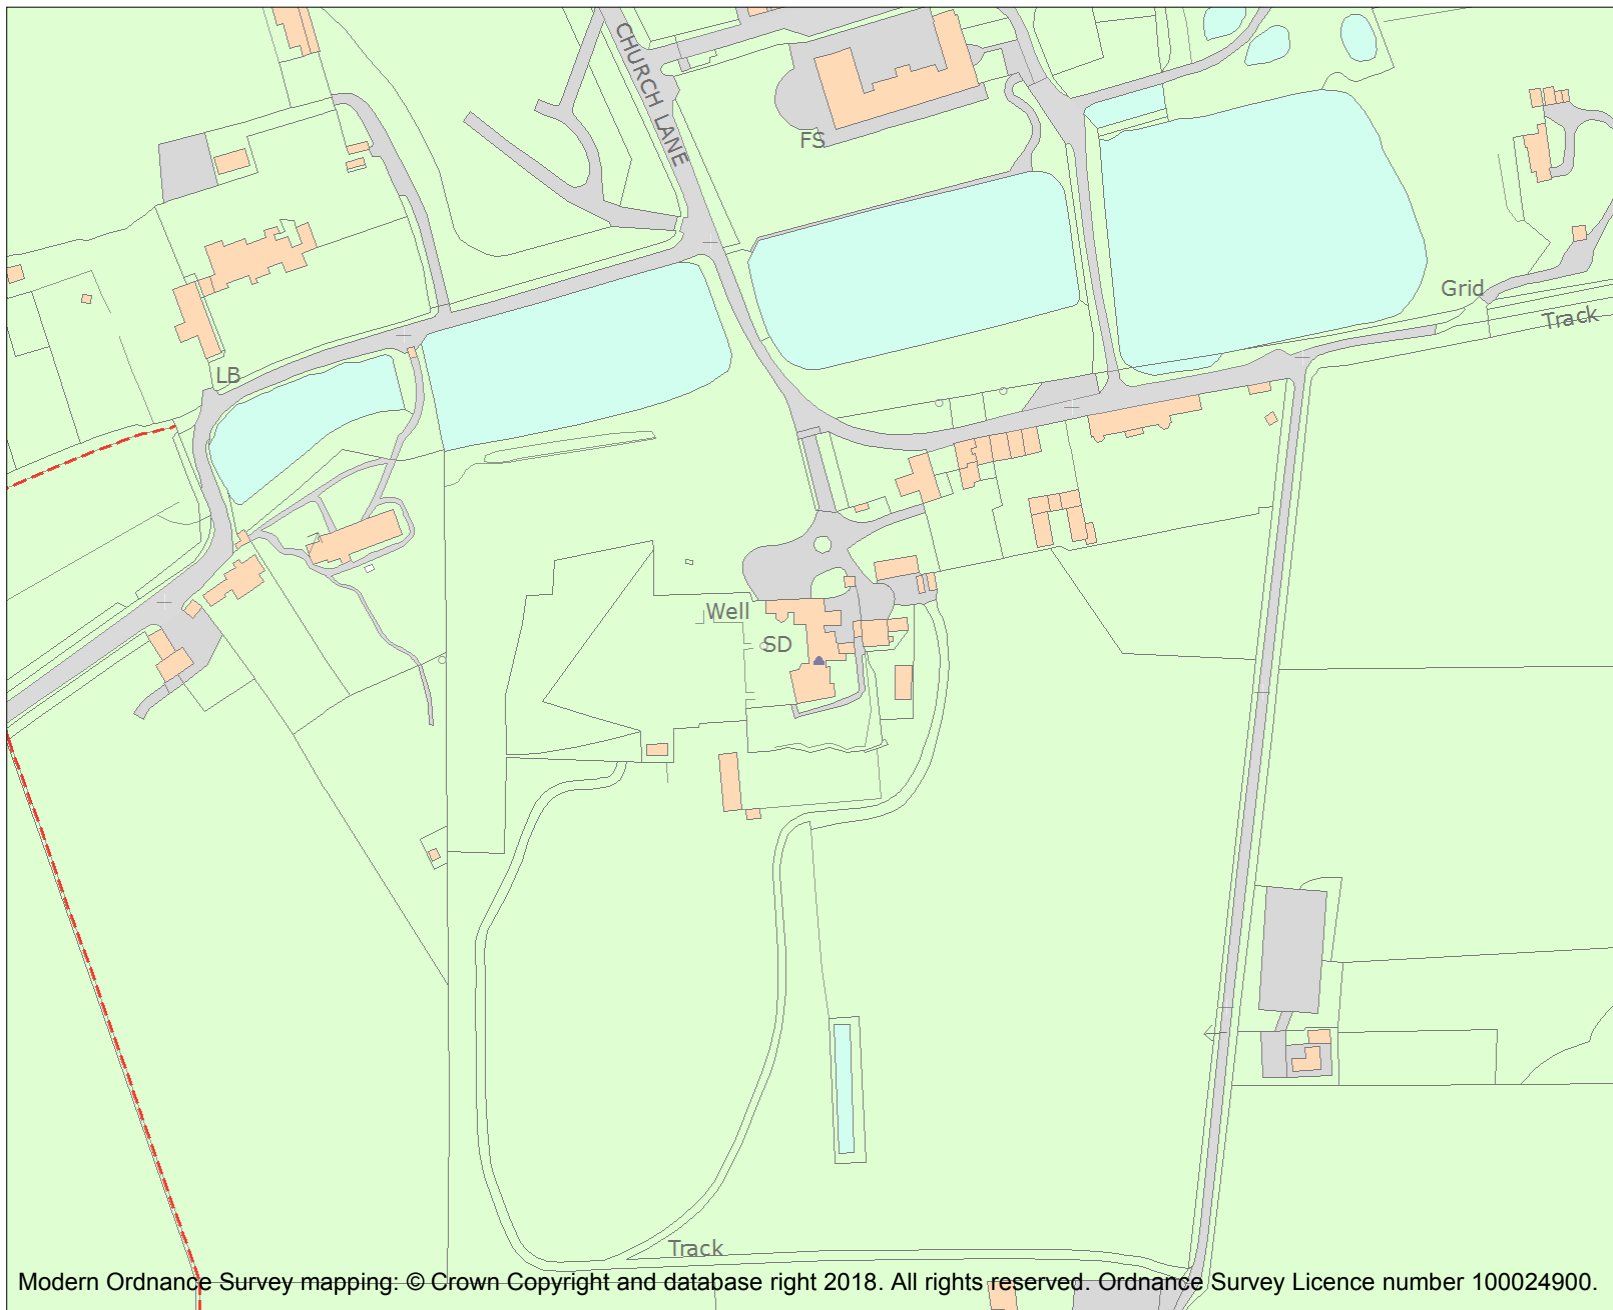 CHURCH LANE
FS
Grid
Track
LB
Well
SD
Track
Modern Ordnance Survey mapping: © Crown Copyright and database right 2018. All rights reserved. Ordnance Survey Licence number 100024900.